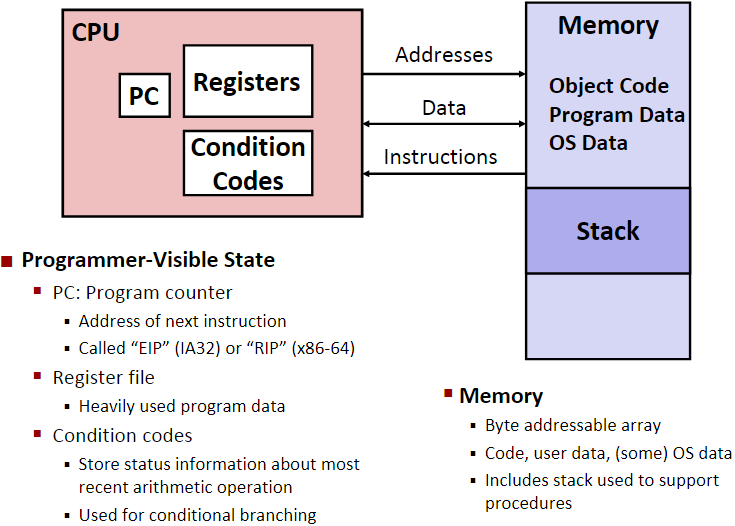 CPU
PC
Registers
Condition
Codes
Addresses
Data
Instructions
Memory
Object Code
Program Data
OS Data
Stack
Programmer-Visible State
PC: Program counter
Address of next instruction
Called “EIP” (IA32) or “RIP” (x86-64)
Register file
Heavily used program data
Condition codes
Store status information about most
recent arithmetic operation
Used for conditional branching
Memory
Byte addressable array
Code, user data, (some) OS data
Includes stack used to support
procedures